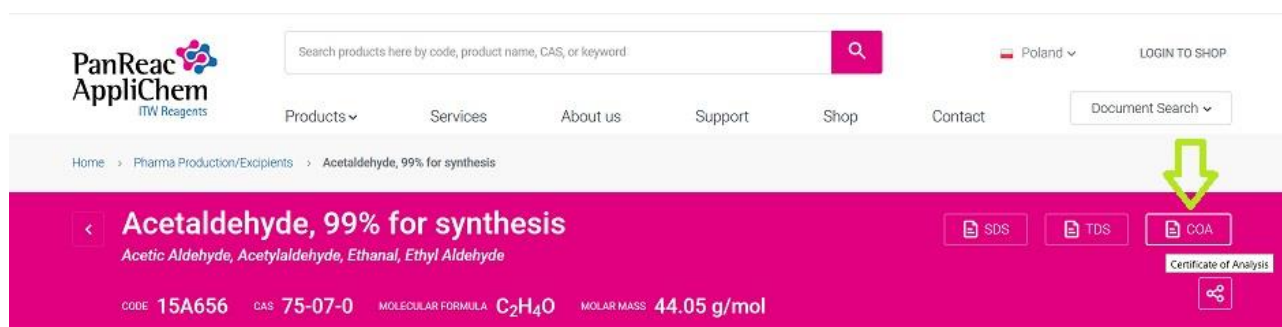 PanReac
AppliChem
ITW Reagents
Search products here by code, product name, CAS, or keyword
Poland
LOGIN TO SHOP
Products
Services
About us
Support
Shop
Contact
Document Search
Home > Pharma Production/Excipients > Acetaldehyde, 99% for synthesis
< Acetaldehyde, 99% for synthesis
SDS
TDS
COA
Acetic Aldehyde, Acetylaldehyde, Ethanal, Ethyl Aldehyde
Certificate of Analysis
CODE 15A656 CAS 75-07-0 MOLECULAR FORMULA C₂H₄O MOLAR MASS 44.05 g/mol